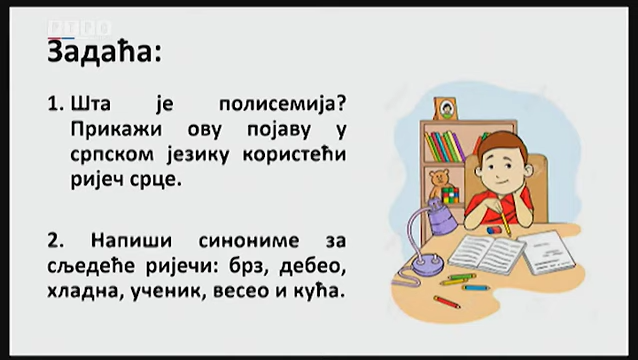 РТРС
Задаћа:
1. Шта је полисемија?
Прикажи ову појаву у
српском језику користећи
ријеч срце.
2. Напиши синониме за
сљедеће ријечи: брз, дебео,
хладна, ученик, весео и кућа.